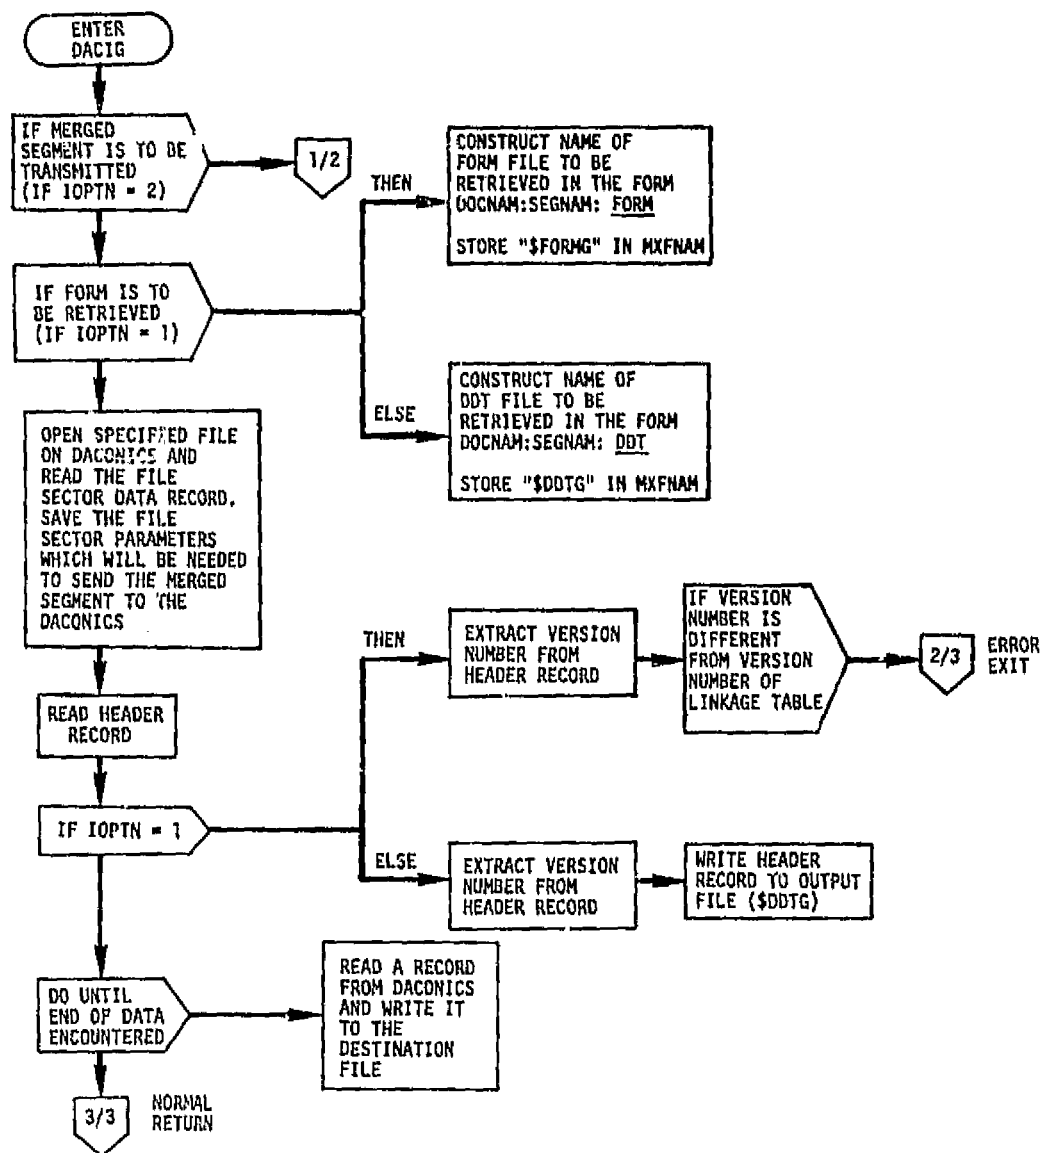 ENTER
DACIG
IF MERGED
SEGMENT IS TO BE
TRANSMITTED
(IF IOPTN = 2)
1/2
IF FORM IS TO
BE RETRIEVED
(IF IOPTN = 1)
THEN
CONSTRUCT NAME OF
FORM FILE TO BE
RETRIEVED IN THE FORM
DOCNAM:SEGNAM: FORM
STORE "$FORMG" IN MXFNAM
ELSE
CONSTRUCT NAME OF
DDT FILE TO BE
RETRIEVED IN THE FORM
DOCNAM:SEGNAM: DDT
STORE "$DDTG" IN MXFNAM
OPEN SPECIFIED FILE
ON DACONICS AND
READ THE FILE
SECTOR DATA RECORD.
SAVE THE FILE
SECTOR PARAMETERS
WHICH WILL BE NEEDED
TO SEND THE MERGED
SEGMENT TO THE
DACONICS
READ HEADER
RECORD
IF IOPTN = 1
THEN
EXTRACT VERSION
NUMBER FROM
HEADER RECORD
IF VERSION
NUMBER IS
DIFFERENT
FROM VERSION
NUMBER OF
LINKAGE TABLE
2/3
ERROR
EXIT
ELSE
EXTRACT VERSION
NUMBER FROM
HEADER RECORD
WRITE HEADER
RECORD TO OUTPUT
FILE ($DDTG)
DO UNTIL
END OF DATA
ENCOUNTERED
READ A RECORD
FROM DACONICS
AND WRITE IT
TO THE
DESTINATION
FILE
3/3
NORMAL
RETURN